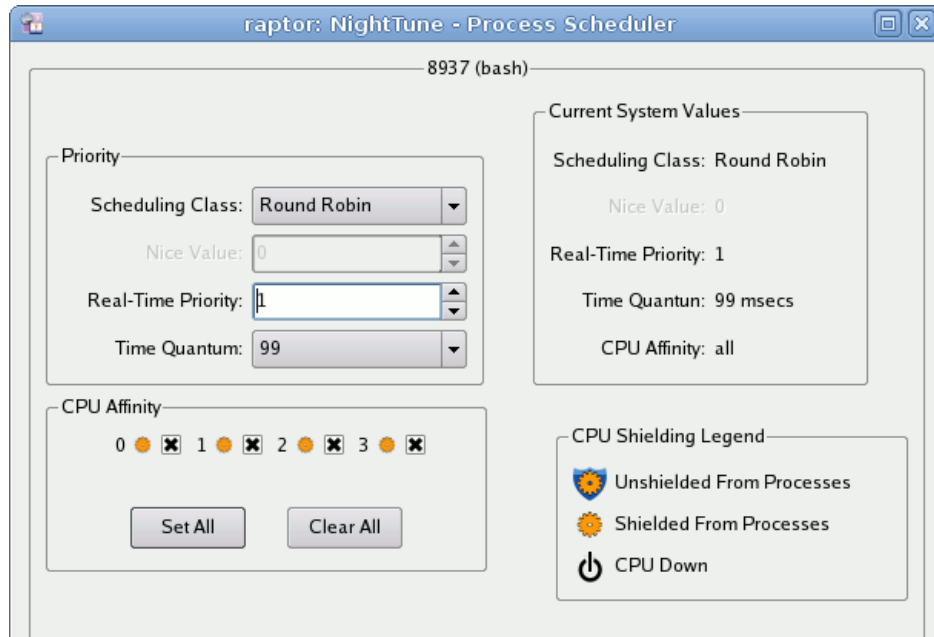 raptor: NightTune - Process Scheduler
8937 (bash)
Priority
Scheduling Class: Round Robin
Nice Value: 0
Real-Time Priority: 1
Time Quantum: 99
CPU Affinity
0 1 2 3
Set All Clear All
Current System Values
Scheduling Class: Round Robin
Nice Value: 0
Real-Time Priority: 1
Time Quantun: 99 msecs
CPU Affinity: all
CPU Shielding Legend
Unshielded From Processes
Shielded From Processes
CPU Down